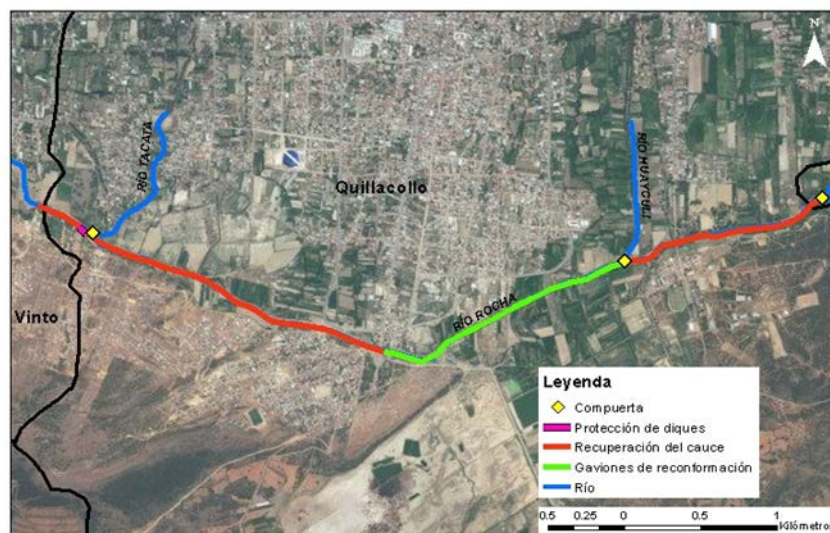 N
RÍO TACATA
RÍO HUAYCULI
Quillacollo
Vinto
RÍO ROCHA
Leyenda
Compuerta
Protección de diques
Recuperación del cauce
Gaviones de reconformación
Río
0.5 0.25 0 0.5 1
Kilómetros